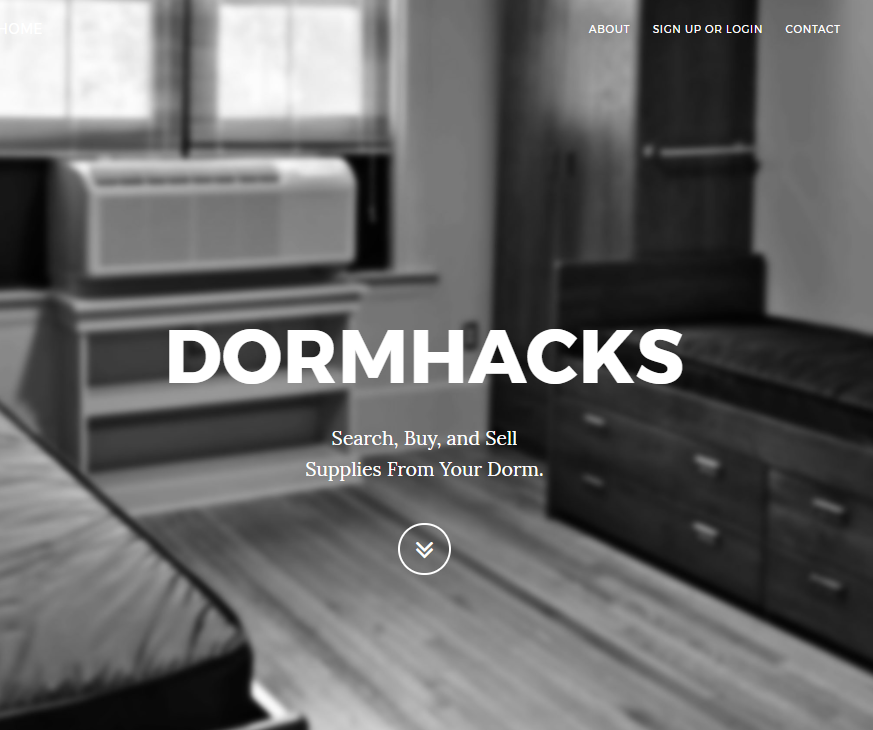 HOME
ABOUT
SIGN UP OR LOGIN
CONTACT
DORMHACKS
Search, Buy, and Sell
Supplies From Your Dorm.